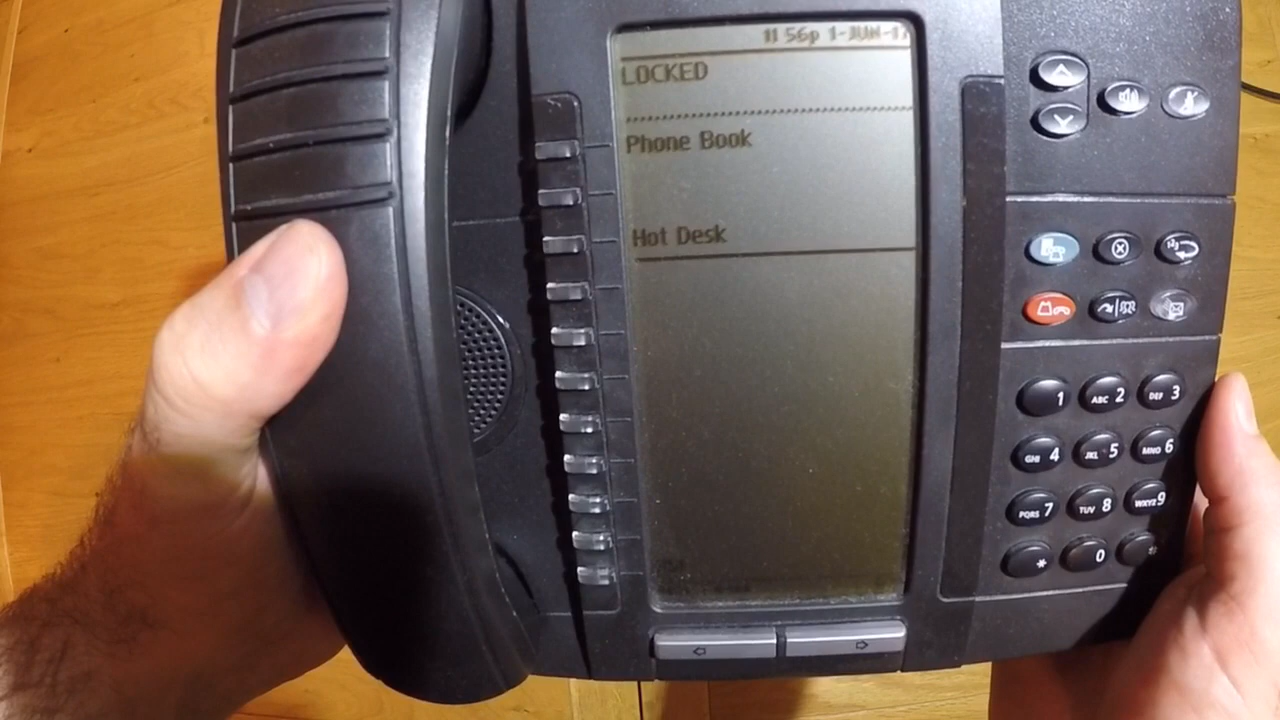 11 56p 1-JUN-17
LOCKED
Phone Book
Hot Desk
1
ABC 2
DEF 3
GHI 4
JKL 5
MNO 6
PQRS 7
TUV 8
WXYZ 9
*
0
#